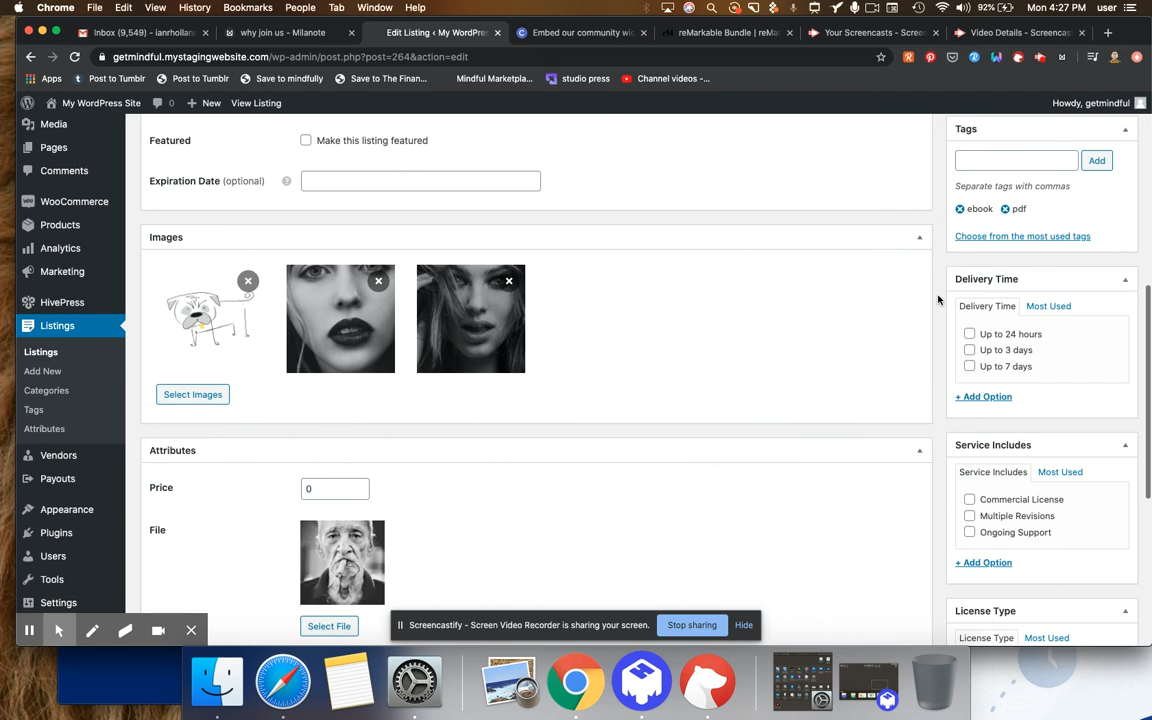 Chrome File Edit View History Bookmarks People Tab Window Help 92% Mon 4:27 PM user
Inbox (9,549) - ianrholland why join us - Milanote Edit Listing ‹ My WordPres Embed our community wi reMarkable Bundle | reMar Your Screencasts - Screen Video Details - Screencast
getmindful.mystagingwebsite.com/wp-admin/post.php?post=264&action=edit
Apps Post to Tumblr Post to Tumblr Save to mindfully Save to The Finan... Mindful Marketpla... studio press Channel videos -...
My WordPress Site 0 New View Listing Howdy, getmindful
Media
Pages
Comments
WooCommerce
Products
Analytics
Marketing
HivePress
Listings
Listings
Add New
Categories
Tags
Attributes
Vendors
Payouts
Appearance
Plugins
Users
Tools
Settings
Featured Make this listing featured
Expiration Date (optional) ?
Images
Select Images
Attributes
Price 0
File
Select File
Tags
Add
Separate tags with commas
ebook pdf
Choose from the most used tags
Delivery Time
Delivery Time Most Used
Up to 24 hours
Up to 3 days
Up to 7 days
+ Add Option
Service Includes
Service Includes Most Used
Commercial License
Multiple Revisions
Ongoing Support
+ Add Option
License Type
License Type Most Used
Screencastify - Screen Video Recorder is sharing your screen. Stop sharing Hide